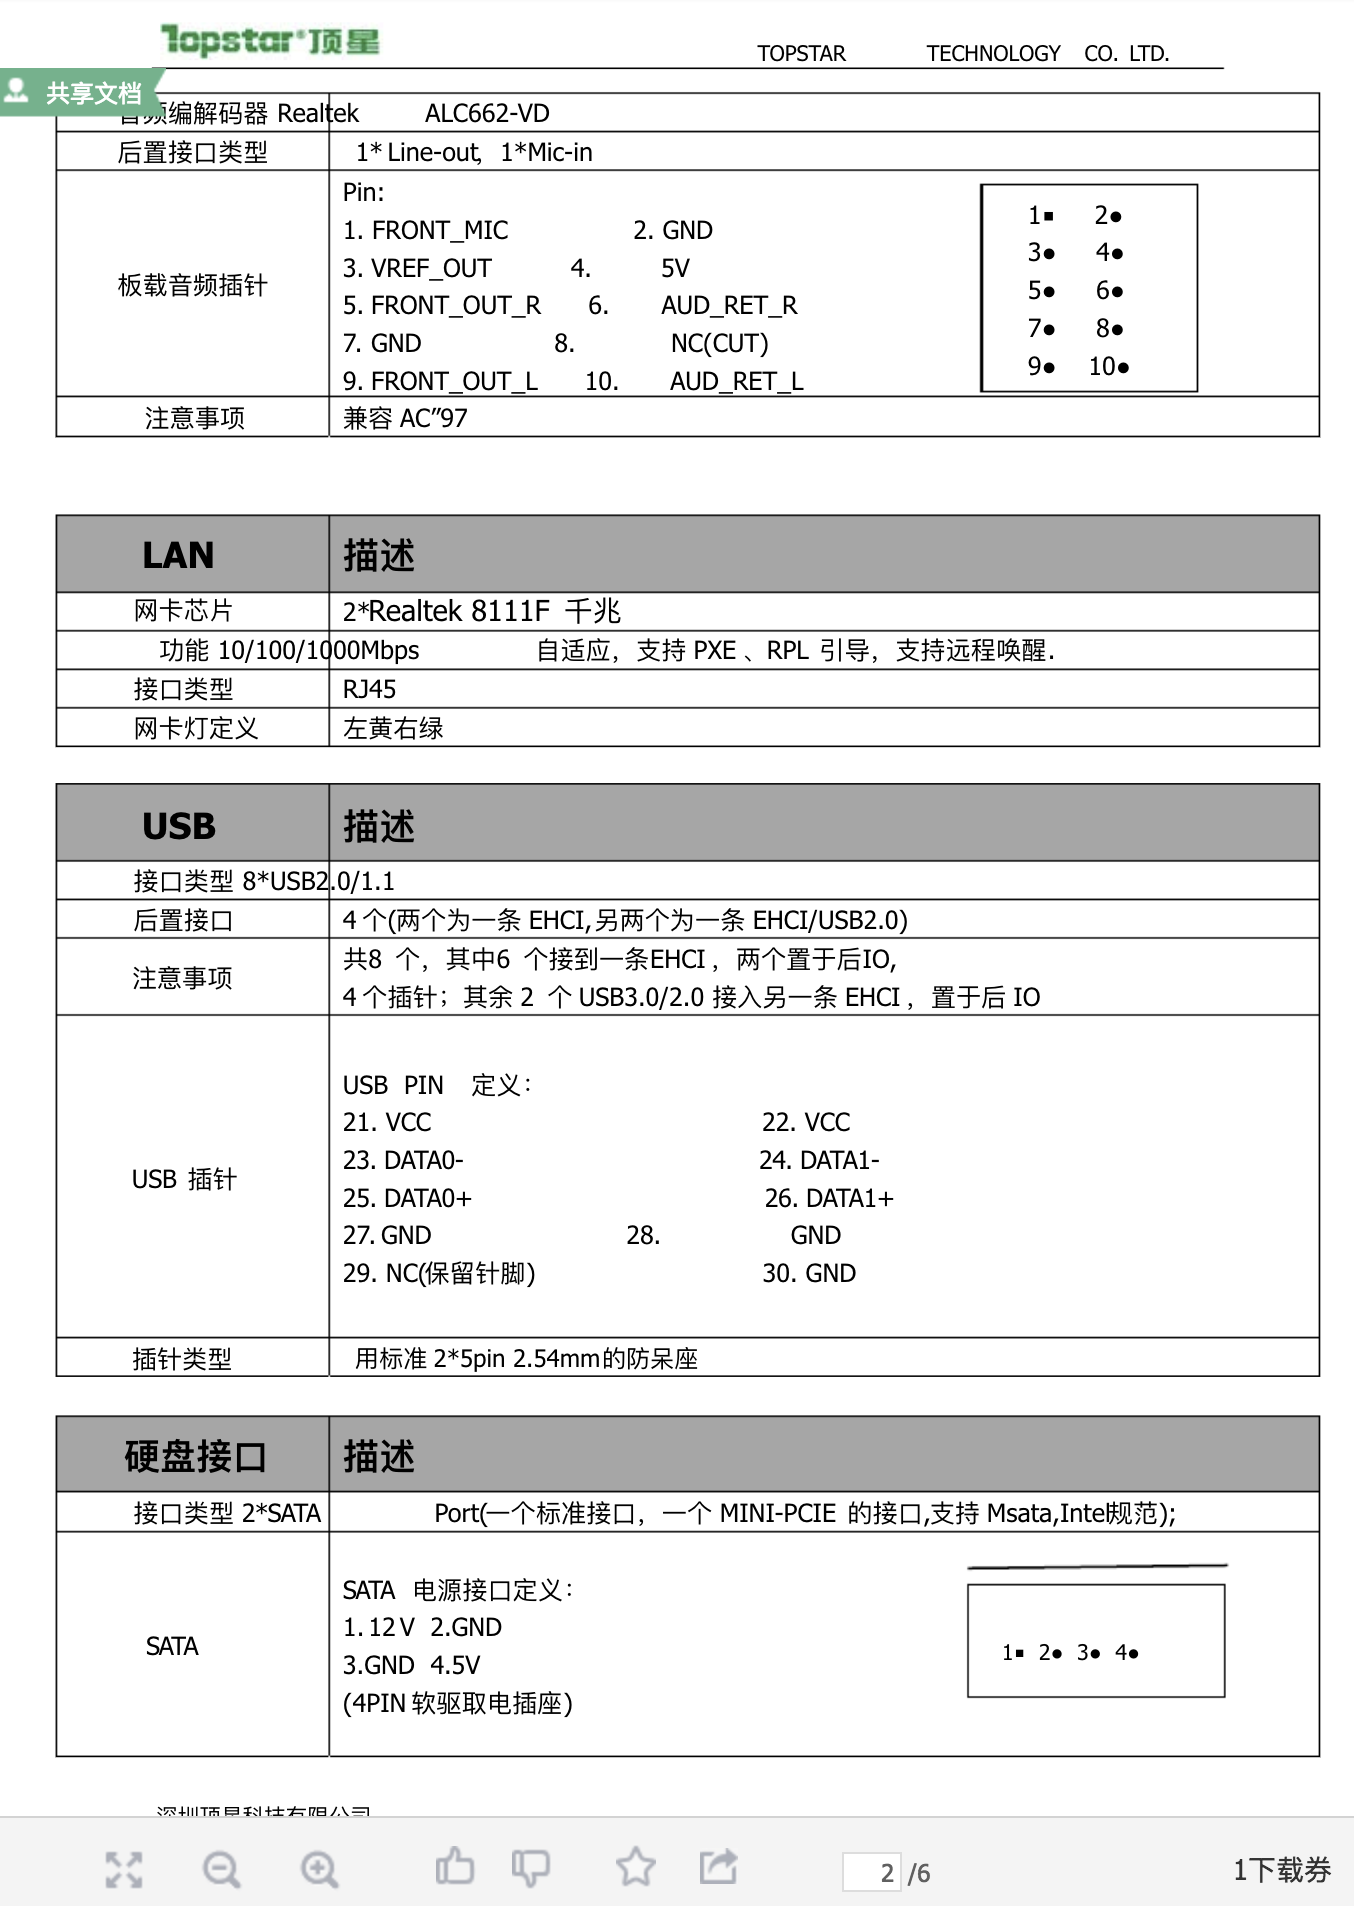 Topstar®顶星
TOPSTAR TECHNOLOGY CO. LTD.
共享文档
音频编解码器 Realtek ALC662-VD
后置接口类型 1* Line-out, 1*Mic-in
板载音频插针
Pin:
1. FRONT_MIC 2. GND
3. VREF_OUT 4. 5V
5. FRONT_OUT_R 6. AUD_RET_R
7. GND 8. NC(CUT)
9. FRONT_OUT_L 10. AUD_RET_L
1■ 2●
3● 4●
5● 6●
7● 8●
9● 10●
注意事项 兼容 AC”97
LAN 描述
网卡芯片 2*Realtek 8111F 千兆
功能 10/100/1000Mbps 自适应，支持 PXE 、RPL 引导，支持远程唤醒.
接口类型 RJ45
网卡灯定义 左黄右绿
USB 描述
接口类型 8*USB2.0/1.1
后置接口 4 个(两个为一条 EHCI,另两个为一条 EHCI/USB2.0)
注意事项
共8 个，其中6 个接到一条EHCI ，两个置于后IO,
4 个插针；其余 2 个 USB3.0/2.0 接入另一条 EHCI ，置于后 IO
USB 插针
USB PIN 定义：
21. VCC 22. VCC
23. DATA0- 24. DATA1-
25. DATA0+ 26. DATA1+
27. GND 28. GND
29. NC(保留针脚) 30. GND
插针类型 用标准 2*5pin 2.54mm的防呆座
硬盘接口 描述
接口类型 2*SATA Port(一个标准接口，一个 MINI-PCIE 的接口,支持 Msata,Intel规范);
SATA
SATA 电源接口定义：
1. 12 V 2.GND
3.GND 4.5V
(4PIN 软驱取电插座)
1■ 2● 3● 4●
深圳顶星科技有限公司
2 /6
1下载券